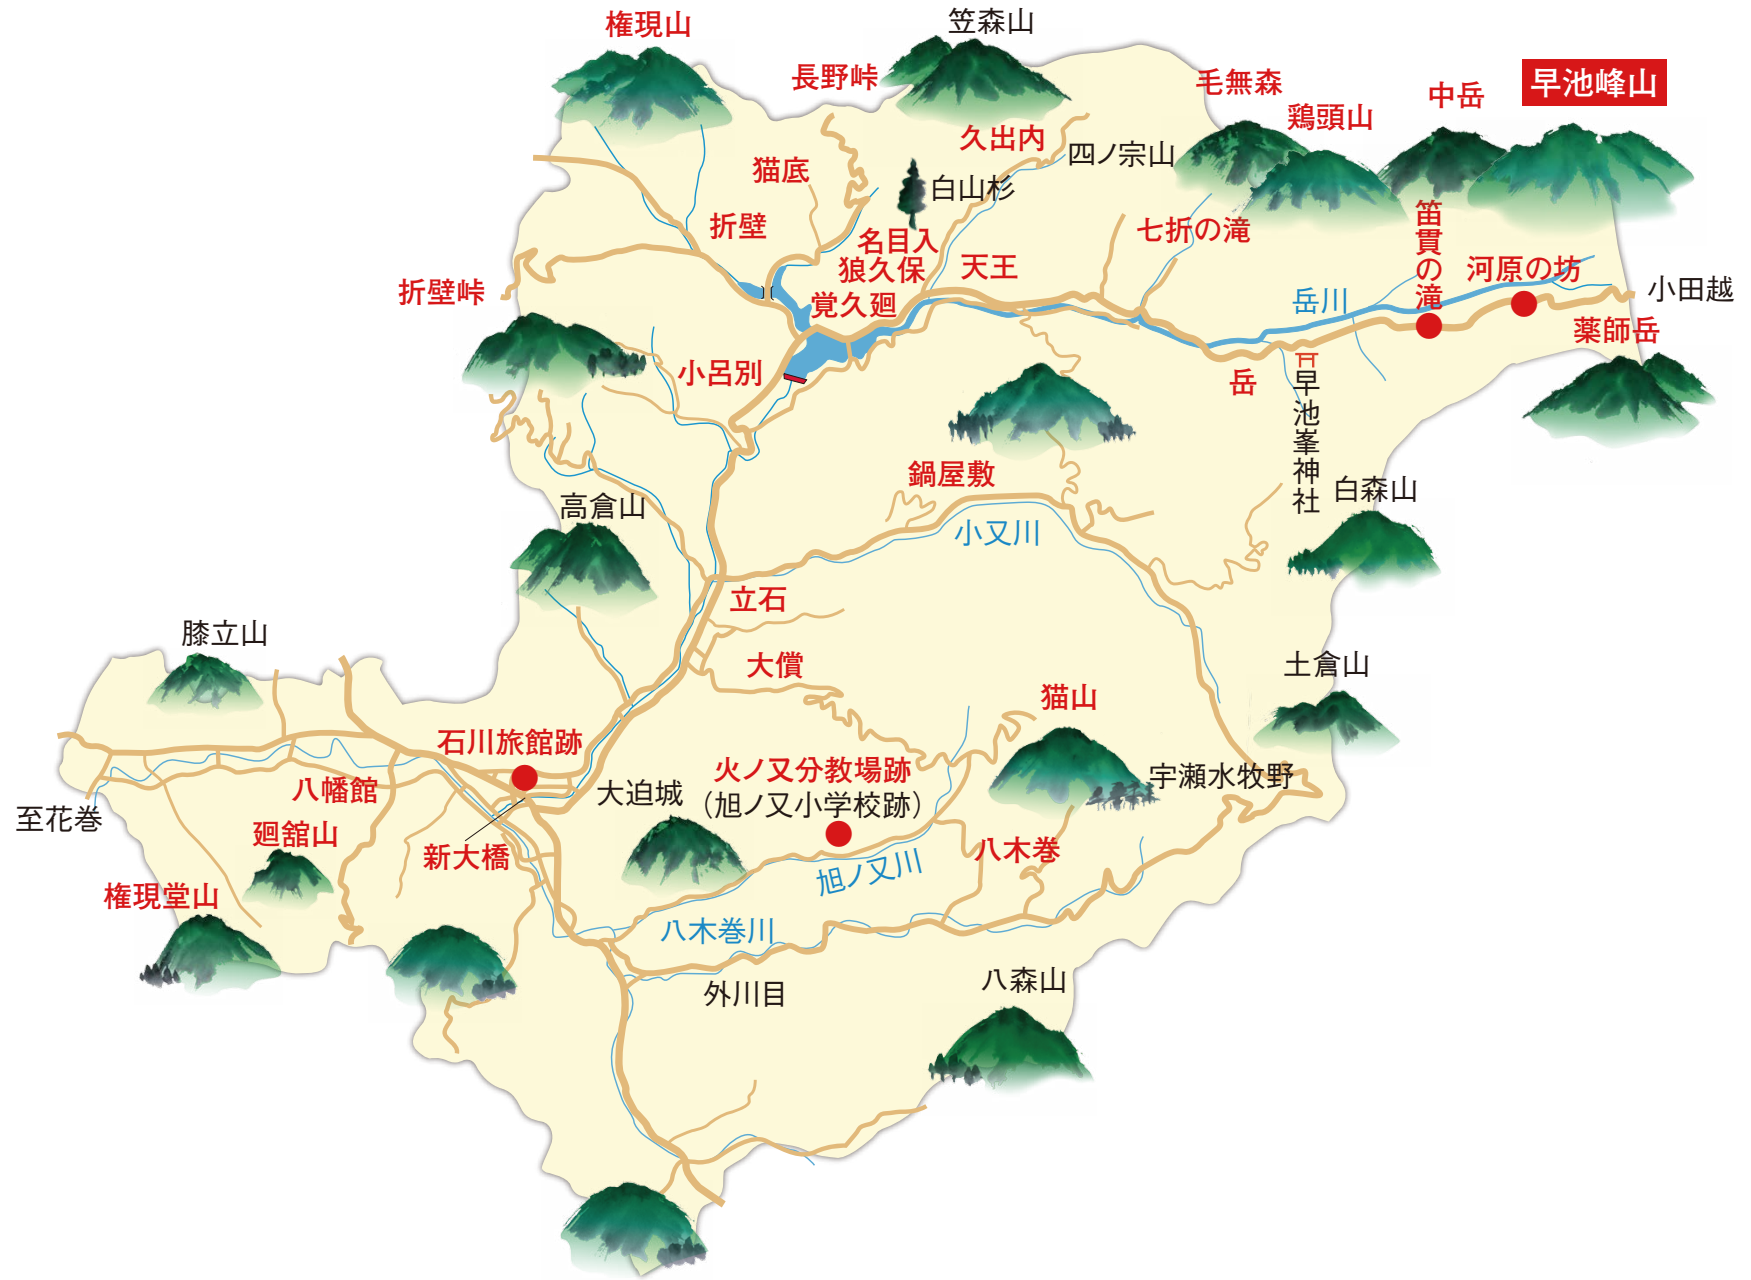 権現山
笠森山
長野峠
毛無森
鶏頭山
中岳
早池峰山
久出内
四ノ宗山
猫底
白山杉
折壁
名目入
狼久保
天王
七折の滝
笛貫の滝
河原の坊
折壁峠
覚久廻
岳川
小田越
薬師岳
小呂別
岳
早池峯神社
鍋屋敷
白森山
高倉山
小又川
立石
膝立山
大償
土倉山
猫山
石川旅館跡
火ノ又分教場跡
(旭ノ又小学校跡)
宇瀬水牧野
八幡館
大迫城
至花巻
廻舘山
新大橋
八木巻
旭ノ又川
権現堂山
八木巻川
外川目
八森山